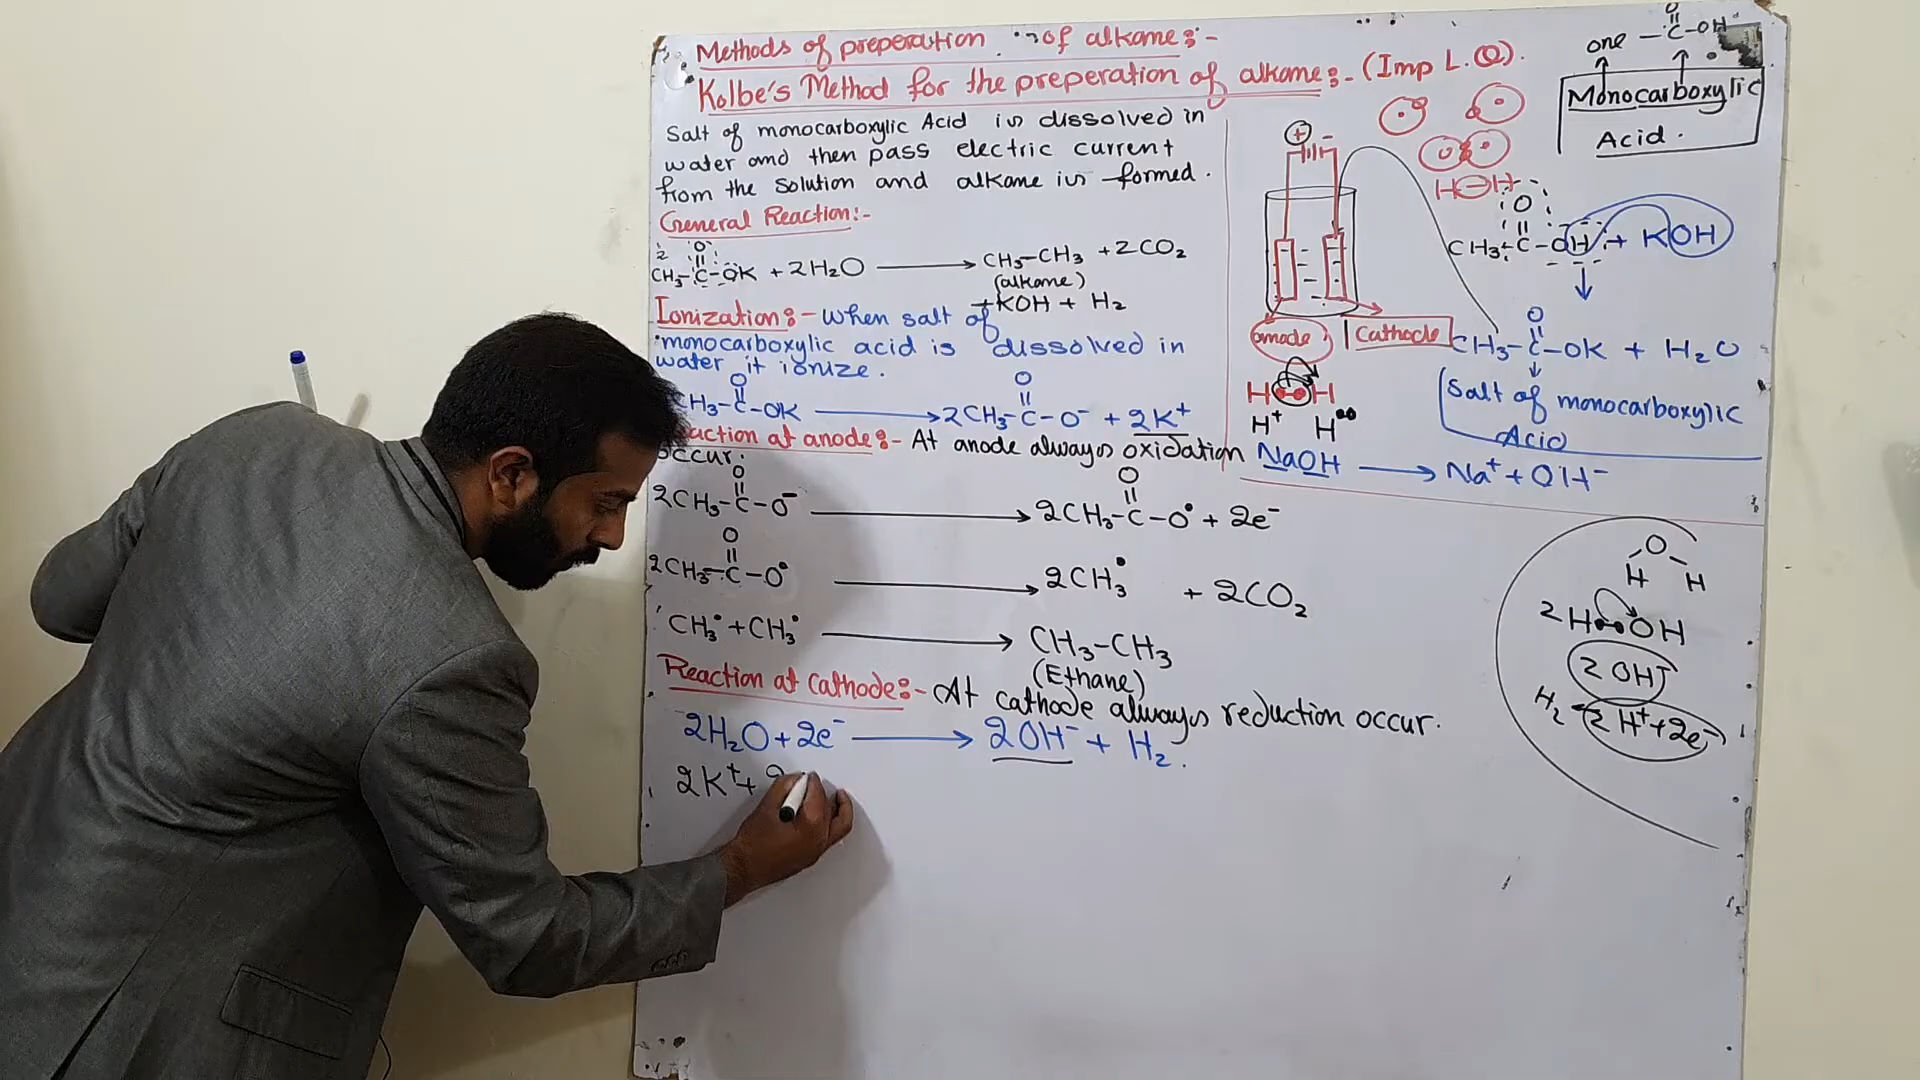 Methods of preperation of alkane:-
Kolbe's Method for the preperation of alkane:- (Imp L.Q).
Salt of monocarboxylic Acid is dissolved in
water and then pass electric current
from the solution and alkane is formed.
General Reaction:-
O
2 CH₃-C-OK + 2H₂O → CH₃-CH₃ + 2CO₂
(alkane)
+KOH + H₂
Ionization:- When salt of
monocarboxylic acid is dissolved in
water it ionize.
O O
CH₃-C-OK → 2CH₃-C-O⁻ + 2K⁺
action at anode:- At anode always oxidation
occur.
O O
2CH₃-C-O⁻ → 2CH₃-C-O• + 2e⁻
O
2CH₃-C-O• → 2CH₃• + 2CO₂
CH₃• + CH₃• → CH₃-CH₃
(Ethane)
Reaction at Cathode:- At cathode always reduction occur.
2H₂O + 2e⁻ → 2OH⁻ + H₂.
2K⁺ + 2
+ -
anode
Cathode
H H
H⁺ H
NaOH → Na⁺ + OH⁻
O
one -C-OH
Monocarboxylic
Acid.
H-H
O
CH₃-C-OH + KOH
O
CH₃-C-OK + H₂O
Salt of monocarboxylic
Acid
O
H H
2H OH
2OH⁻
H₂ 2H⁺+2e⁻